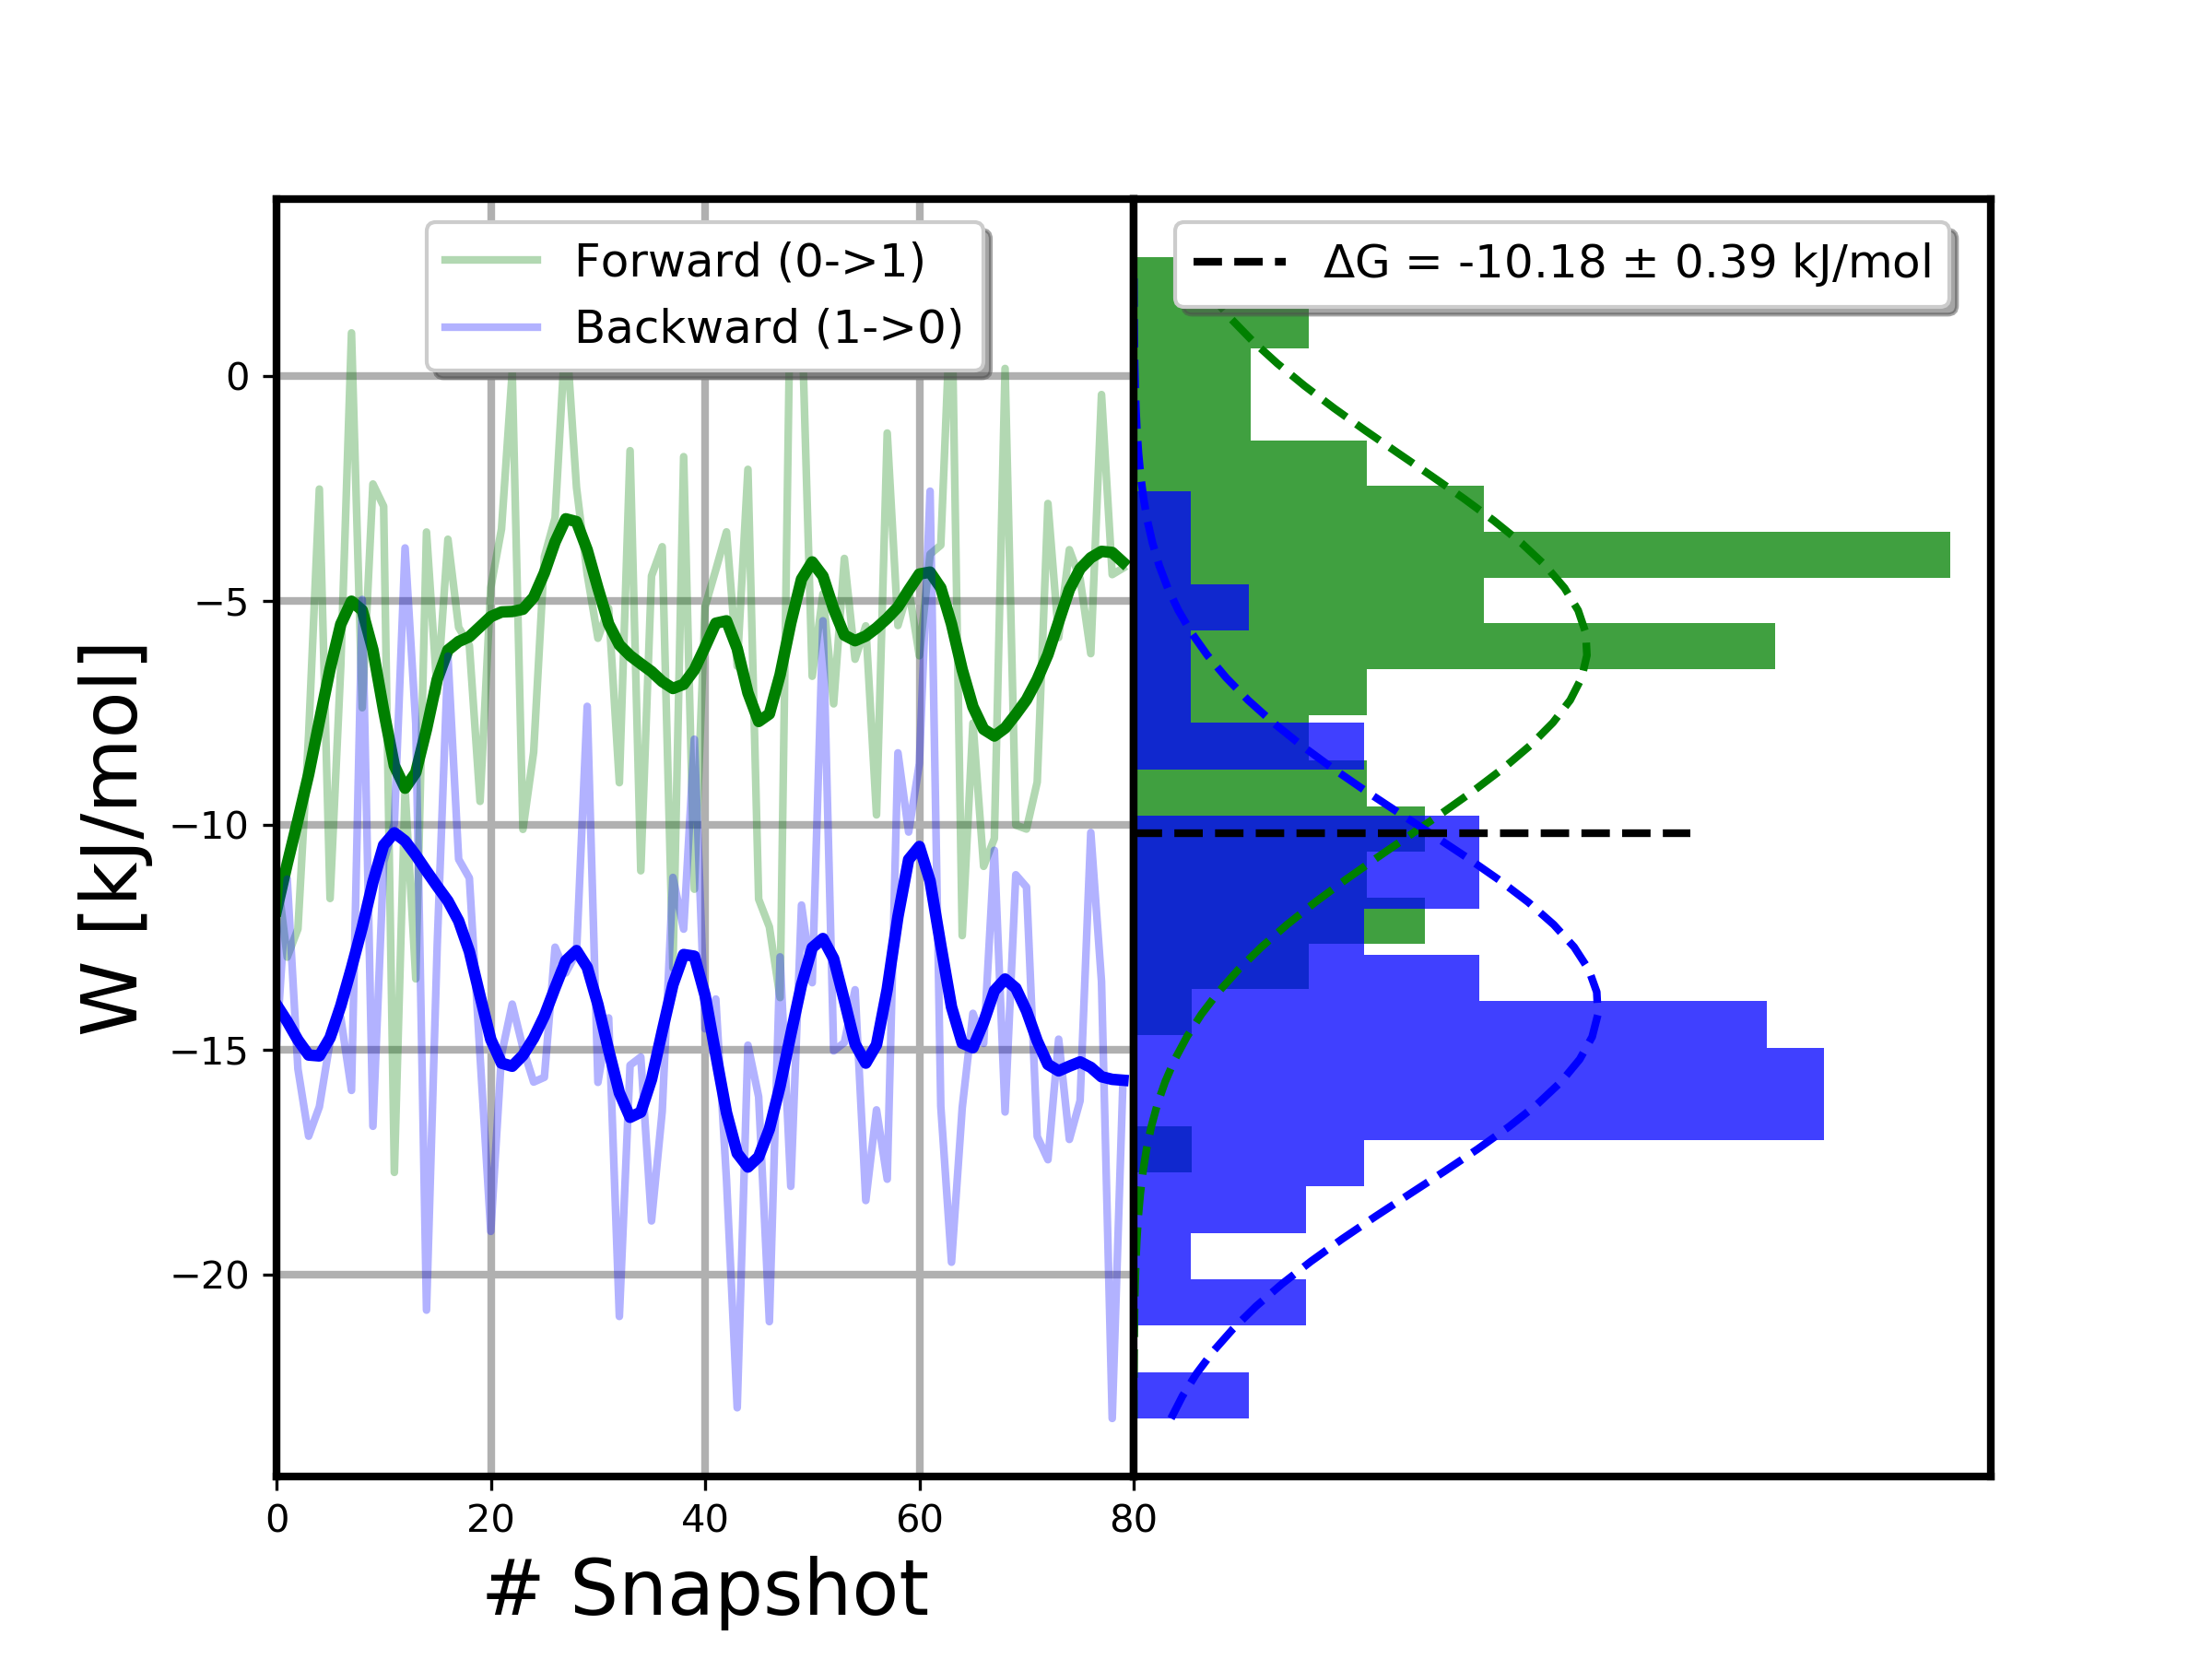 Forward (0->1)
Backward (1->0)
ΔG = -10.18 ± 0.39 kJ/mol
W [kJ/mol]
0
−5
−10
−15
−20
0 20 40 60 80
# Snapshot